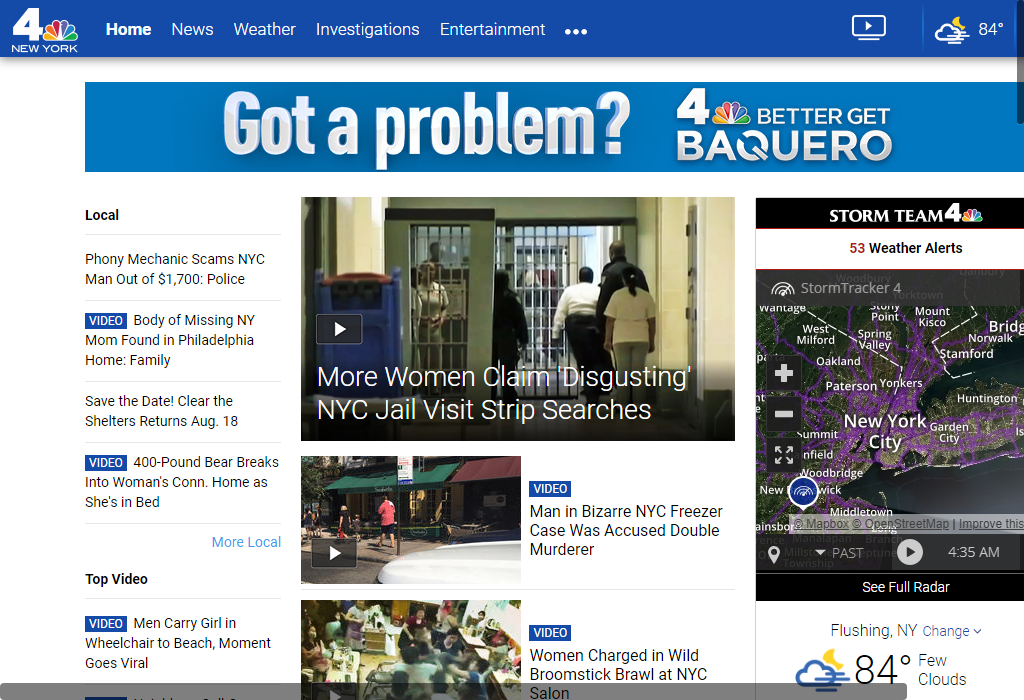 4
NEW YORK
Home News Weather Investigations Entertainment
84°
Got a problem?
4 BETTER GET
BAQUERO
Local
Phony Mechanic Scams NYC
Man Out of $1,700: Police
VIDEO Body of Missing NY
Mom Found in Philadelphia
Home: Family
Save the Date! Clear the
Shelters Returns Aug. 18
VIDEO 400-Pound Bear Breaks
Into Woman's Conn. Home as
She's in Bed
More Local
Top Video
VIDEO Men Carry Girl in
Wheelchair to Beach, Moment
Goes Viral
More Women Claim 'Disgusting'
NYC Jail Visit Strip Searches
VIDEO
Man in Bizarre NYC Freezer
Case Was Accused Double
Murderer
VIDEO
Women Charged in Wild
Broomstick Brawl at NYC
Salon
STORM TEAM 4
53 Weather Alerts
StormTracker 4
Woodbury
Danbury
Yorktown
Wantage
Stony
Point
Mount
Kisco
West
Milford
Spring
Valley
Bridg
Norwalk
Stamford
Oakland
Paterson
Yonkers
Huntington
New York
City
Garden
City
Summit
nfield
Woodbridge
New
wick
Middletown
ainsbo
© Mapbox © OpenStreetMap | Improve this
Manalapan
Township
PAST
4:35 AM
See Full Radar
Flushing, NY Change
84° Few
Clouds